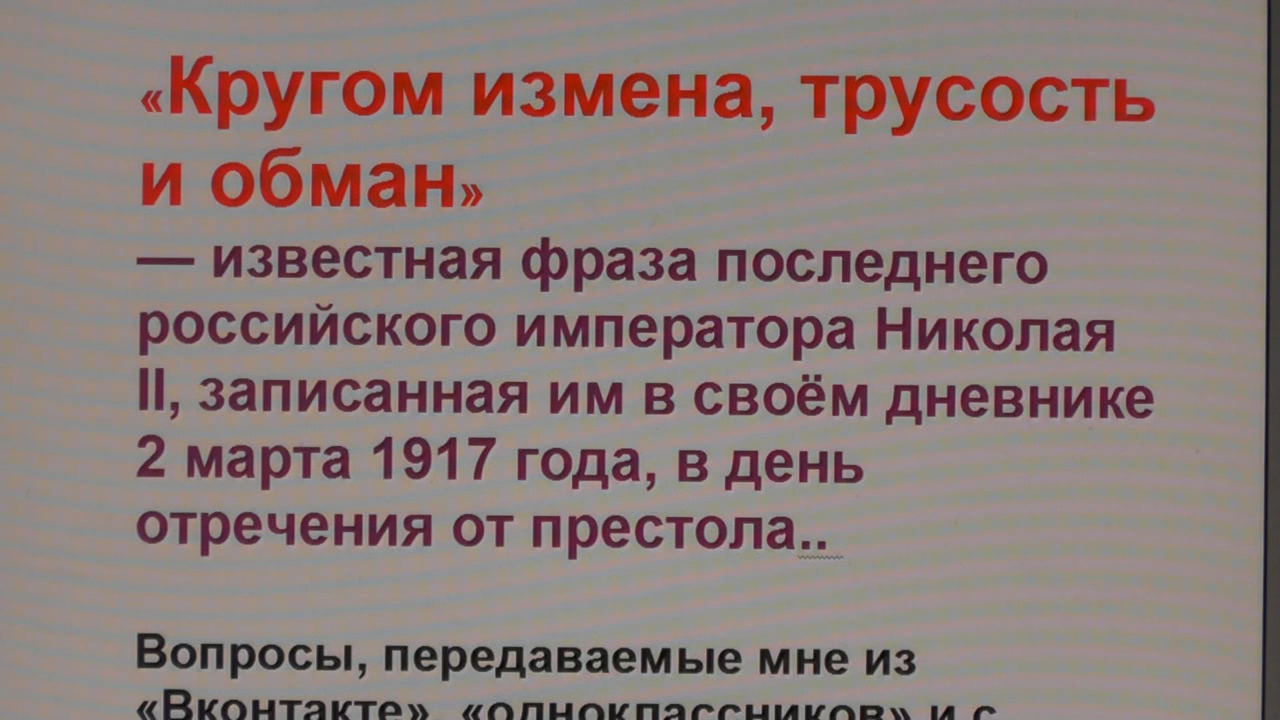 «Кругом измена, трусость
и обман»
— известная фраза последнего
российского императора Николая
II, записанная им в своём дневнике
2 марта 1917 года, в день
отречения от престола..
Вопросы, передаваемые мне из
«Вконтакте», «одноклассников» и с